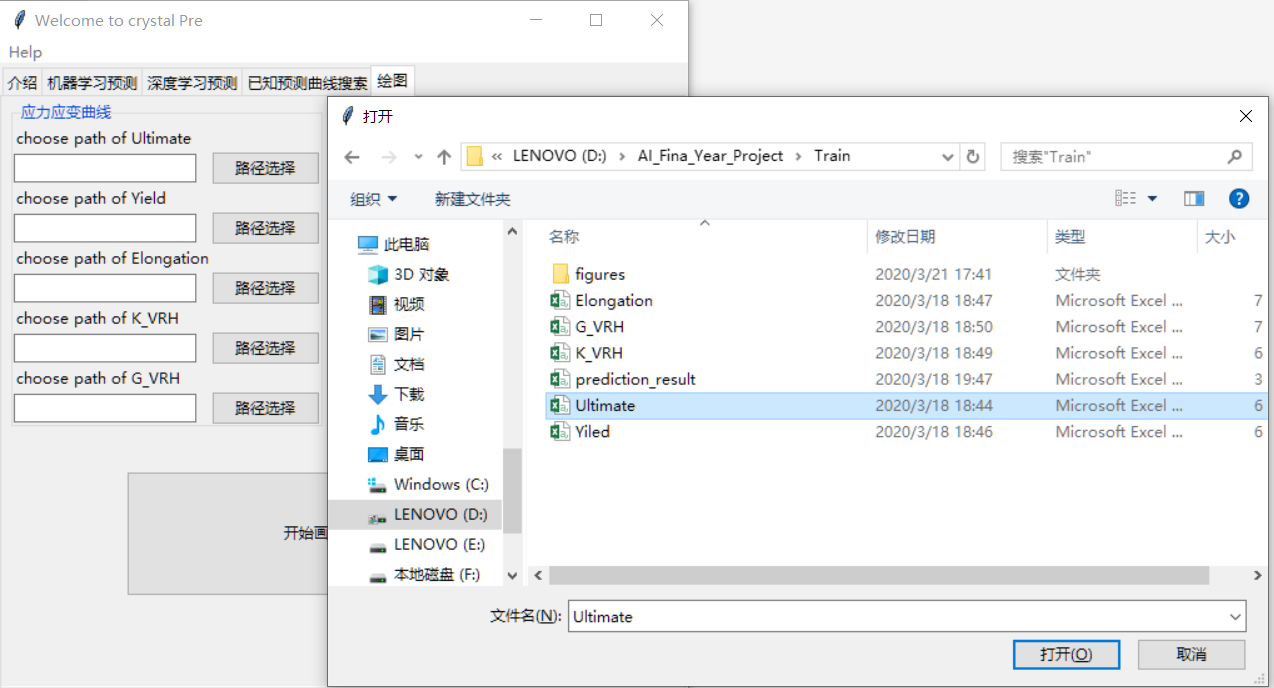 Welcome to crystal Pre
Help
介绍 机器学习预测 深度学习预测 已知预测曲线搜索 绘图
应力应变曲线
choose path of Ultimate
路径选择
choose path of Yield
路径选择
choose path of Elongation
路径选择
choose path of K_VRH
路径选择
choose path of G_VRH
路径选择
开始画
打开
« LENOVO (D:) › AI_Fina_Year_Project › Train
搜索"Train"
组织 新建文件夹
此电脑
3D 对象
视频
图片
文档
下载
音乐
桌面
Windows (C:)
LENOVO (D:)
LENOVO (E:)
本地磁盘 (F:)
名称 修改日期 类型 大小
figures 2020/3/21 17:41 文件夹
Elongation 2020/3/18 18:47 Microsoft Excel ... 7
G_VRH 2020/3/18 18:50 Microsoft Excel ... 7
K_VRH 2020/3/18 18:49 Microsoft Excel ... 6
prediction_result 2020/3/18 19:47 Microsoft Excel ... 3
Ultimate 2020/3/18 18:44 Microsoft Excel ... 6
Yiled 2020/3/18 18:46 Microsoft Excel ... 6
文件名(N): Ultimate
打开(O) 取消